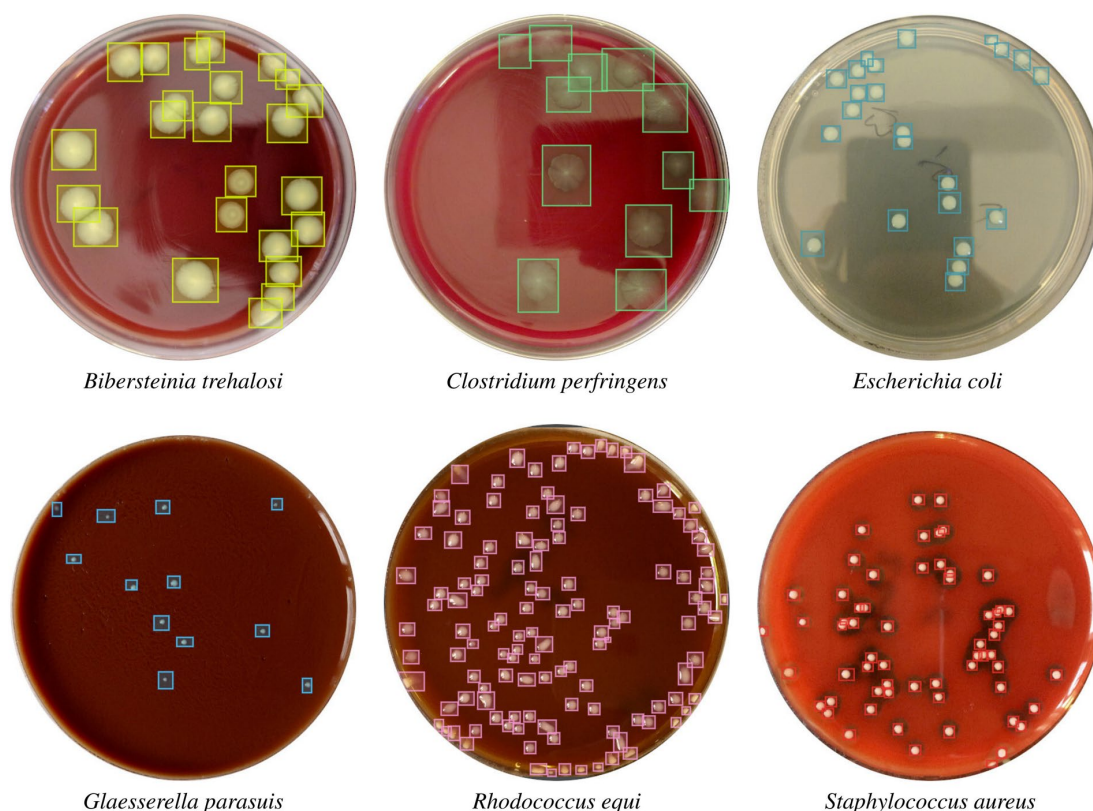 Bibersteinia trehalosi
Clostridium perfringens
Escherichia coli
Glaesserella parasuis
Rhodococcus equi
Staphylococcus aureus